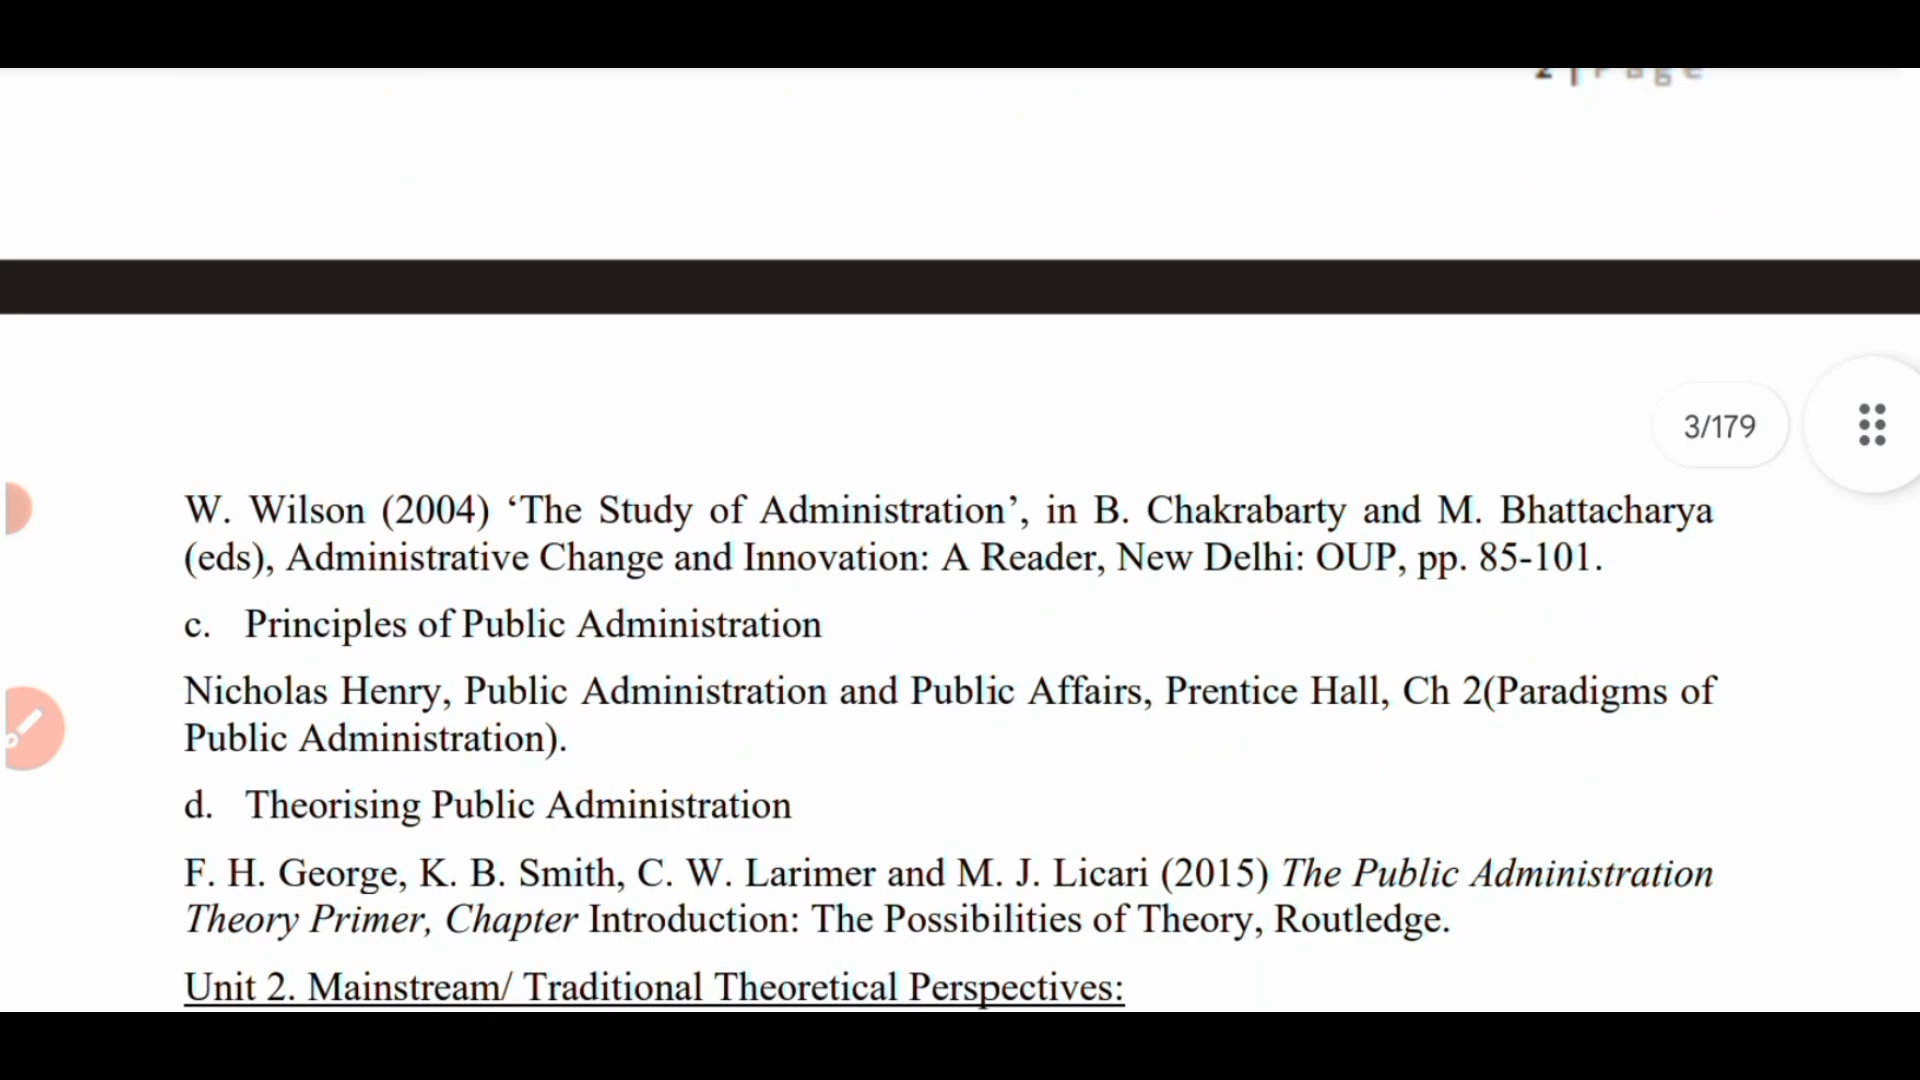 2 | Page
3/179
W. Wilson (2004) ‘The Study of Administration’, in B. Chakrabarty and M. Bhattacharya
(eds), Administrative Change and Innovation: A Reader, New Delhi: OUP, pp. 85-101.
c. Principles of Public Administration
Nicholas Henry, Public Administration and Public Affairs, Prentice Hall, Ch 2(Paradigms of
Public Administration).
d. Theorising Public Administration
F. H. George, K. B. Smith, C. W. Larimer and M. J. Licari (2015) The Public Administration
Theory Primer, Chapter Introduction: The Possibilities of Theory, Routledge.
Unit 2. Mainstream/ Traditional Theoretical Perspectives: